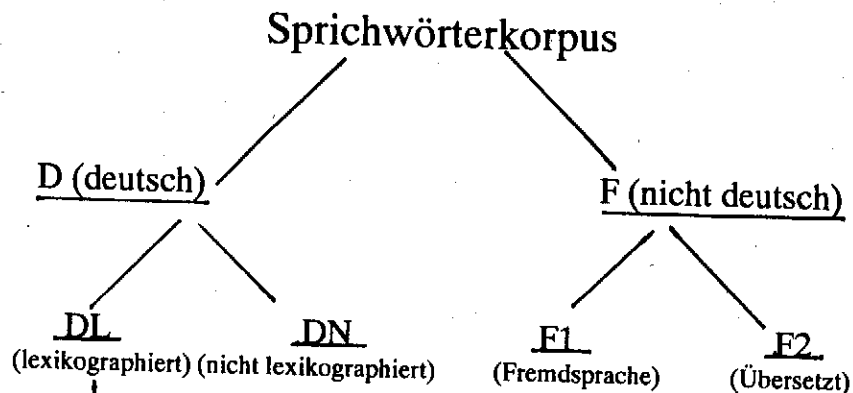 Sprichwörterkorpus
D (deutsch)
F (nicht deutsch)
DL
DN
F1
F2
(lexikographiert)
(nicht lexikographiert)
(Fremdsprache)
(Übersetzt)